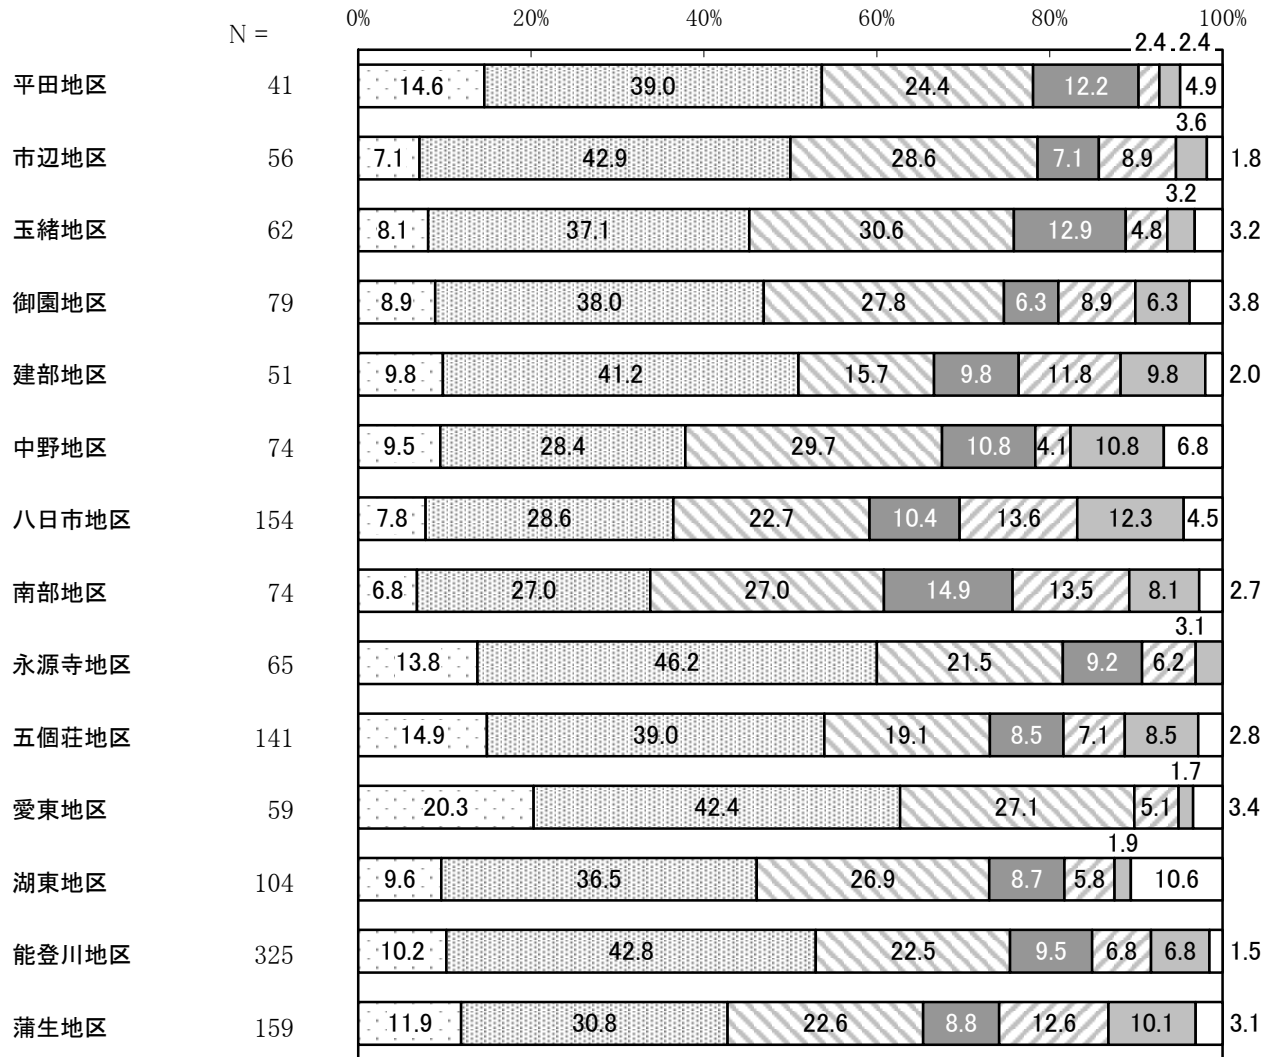 0% 20% 40% 60% 80% 100%
N =
2.4 2.4
平田地区 41 14.6 39.0 24.4 12.2 4.9
3.6
市辺地区 56 7.1 42.9 28.6 7.1 8.9 1.8
3.2
玉緒地区 62 8.1 37.1 30.6 12.9 4.8 3.2
御園地区 79 8.9 38.0 27.8 6.3 8.9 6.3 3.8
建部地区 51 9.8 41.2 15.7 9.8 11.8 9.8 2.0
中野地区 74 9.5 28.4 29.7 10.8 4.1 10.8 6.8
八日市地区 154 7.8 28.6 22.7 10.4 13.6 12.3 4.5
南部地区 74 6.8 27.0 27.0 14.9 13.5 8.1 2.7
3.1
永源寺地区 65 13.8 46.2 21.5 9.2 6.2
五個荘地区 141 14.9 39.0 19.1 8.5 7.1 8.5 2.8
1.7
愛東地区 59 20.3 42.4 27.1 5.1 3.4
1.9
湖東地区 104 9.6 36.5 26.9 8.7 5.8 10.6
能登川地区 325 10.2 42.8 22.5 9.5 6.8 6.8 1.5
蒲生地区 159 11.9 30.8 22.6 8.8 12.6 10.1 3.1